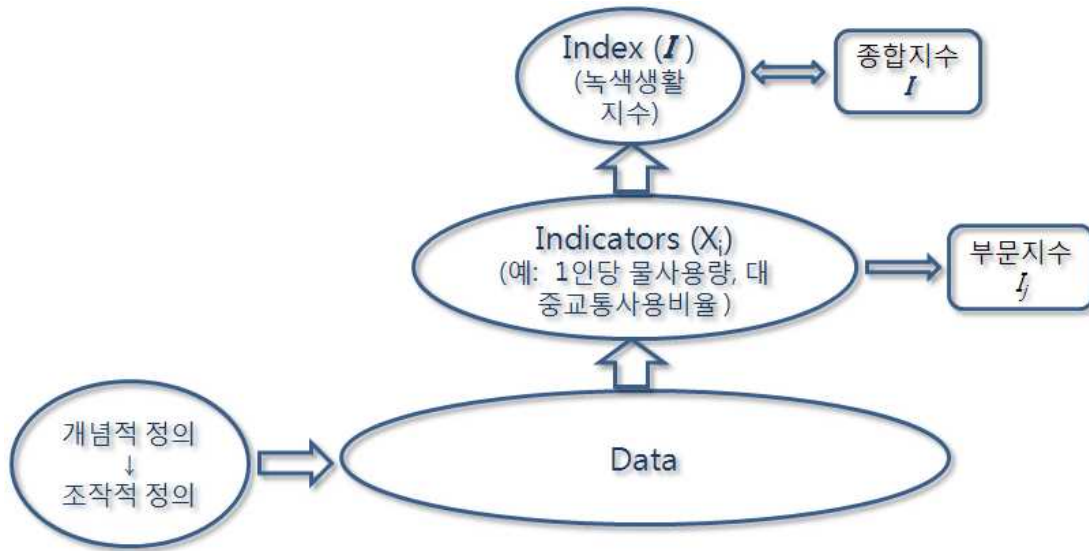 Index (I)
(녹색생활
지수)
종합지수
I
Indicators (Xi)
(예: 1인당 물사용량, 대
중교통사용비율 )
부문지수
Ij
개념적 정의
↓
조작적 정의
Data